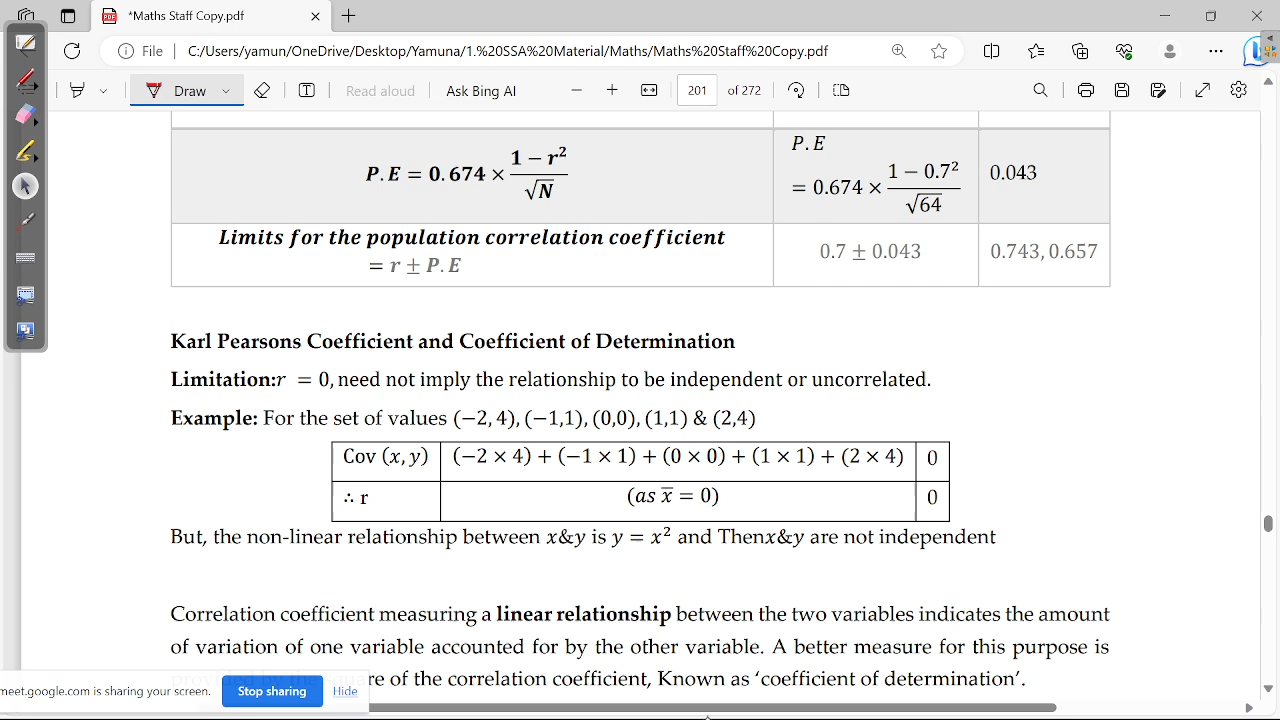 *Maths Staff Copy.pdf
File C:/Users/yamun/OneDrive/Desktop/Yamuna/1.%20SSA%20Material/Maths/Maths%20Staff%20Copy.pdf
Draw Read aloud Ask Bing AI 201 of 272
P.E = 0.674 × (1 − r²)/√N
P.E = 0.674 × (1 − 0.7²)/√64
0.043
Limits for the population correlation coefficient
= r ± P.E
0.7 ± 0.043
0.743, 0.657
Karl Pearsons Coefficient and Coefficient of Determination
Limitation:r = 0, need not imply the relationship to be independent or uncorrelated.
Example: For the set of values (−2, 4), (−1,1), (0,0), (1,1) & (2,4)
Cov (x, y) (−2 × 4) + (−1 × 1) + (0 × 0) + (1 × 1) + (2 × 4) 0
∴ r (as x̅ = 0) 0
But, the non-linear relationship between x&y is y = x² and Thenx&y are not independent
Correlation coefficient measuring a linear relationship between the two variables indicates the amount
of variation of one variable accounted for by the other variable. A better measure for this purpose is
provided by the square of the correlation coefficient, Known as ‘coefficient of determination’.
meet.google.com is sharing your screen. Stop sharing Hide